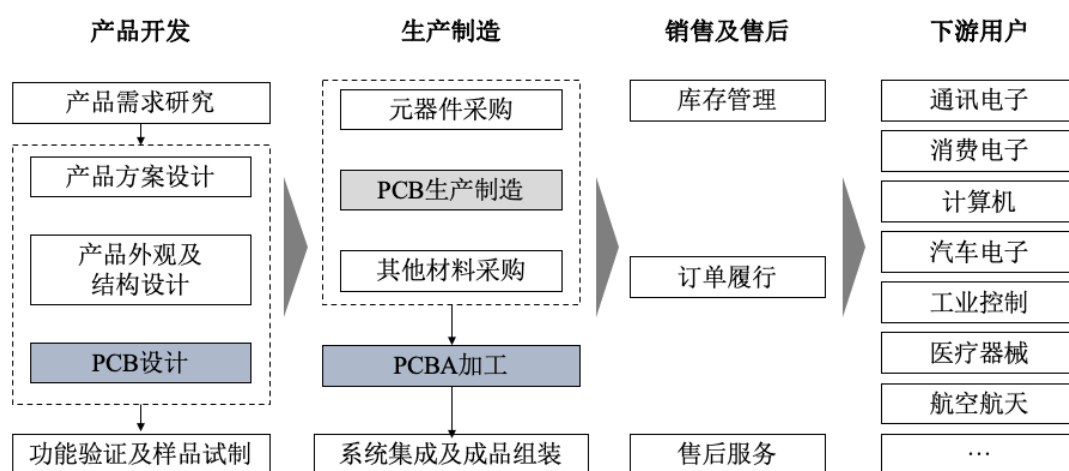 产品开发
生产制造
销售及售后
下游用户
产品需求研究
产品方案设计
产品外观及
结构设计
PCB设计
功能验证及样品试制
元器件采购
PCB生产制造
其他材料采购
PCBA加工
系统集成及成品组装
库存管理
订单履行
售后服务
通讯电子
消费电子
计算机
汽车电子
工业控制
医疗器械
航空航天
…